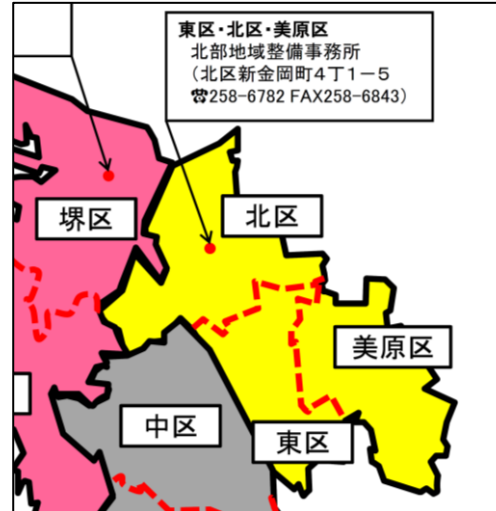 東区・北区・美原区
北部地域整備事務所
（北区新金岡町４丁１－５
☎258-6782 FAX258-6843）
堺区
北区
美原区
中区
東区